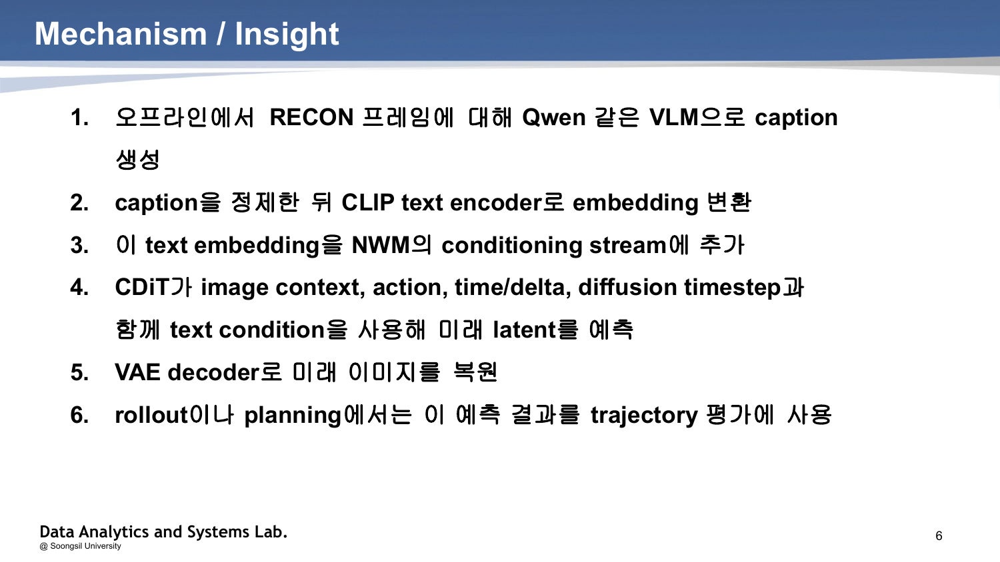 Mechanism / Insight
1. 오프라인에서 RECON 프레임에 대해 Qwen 같은 VLM으로 caption
생성
2. caption을 정제한 뒤 CLIP text encoder로 embedding 변환
3. 이 text embedding을 NWM의 conditioning stream에 추가
4. CDiT가 image context, action, time/delta, diffusion timestep과
함께 text condition을 사용해 미래 latent를 예측
5. VAE decoder로 미래 이미지를 복원
6. rollout이나 planning에서는 이 예측 결과를 trajectory 평가에 사용
Data Analytics and Systems Lab.
@ Soongsil University
6